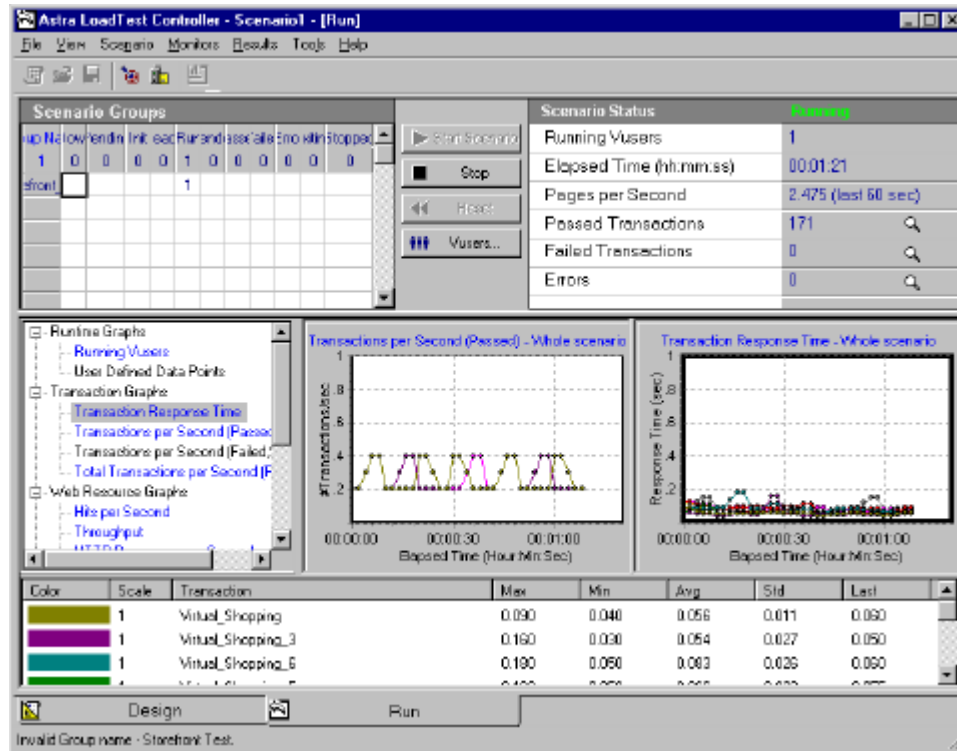 Astra LoadTest Controller - Scenario1 - [Run]
File View Scenario Monitors Results Tools Help
Scenario Groups
1 0 0 0 0 1 0 0 0 0 0 0
1
Start Scenario
Stop
Reset
Vusers...
Scenario Status Running
Running Vusers 1
Elapsed Time (hh:mm:ss) 00:01:21
Pages per Second 2.475 (last 60 sec)
Passed Transactions 171
Failed Transactions 0
Errors 0
Runtime Graphs
Running Vusers
User Defined Data Points
Transaction Graphs
Transaction Response Time
Transactions per Second (Passec
Transactions per Second (Failed,
Total Transactions per Second (F
Web Resource Graphs
Hits per Second
Throughput
Transactions per Second (Passed) - Whole scenario
1
.8
.6
.4
.2
#Transactions/sec
00:00:00 00:00:30 00:01:00
Elapsed Time (Hour:Min:Sec)
Transaction Response Time - Whole scenario
1
.8
.6
.4
.2
Response Time (sec)
00:00:00 00:00:30 00:01:00
Elapsed Time (Hour:Min:Sec)
Color Scale Transaction Max Min Avg Std Last
1 Virtual_Shopping 0.090 0.040 0.056 0.011 0.060
1 Virtual_Shopping_3 0.160 0.030 0.054 0.027 0.050
1 Virtual_Shopping_6 0.190 0.050 0.083 0.026 0.060
Design Run
Invalid Group name - Storefront Test.